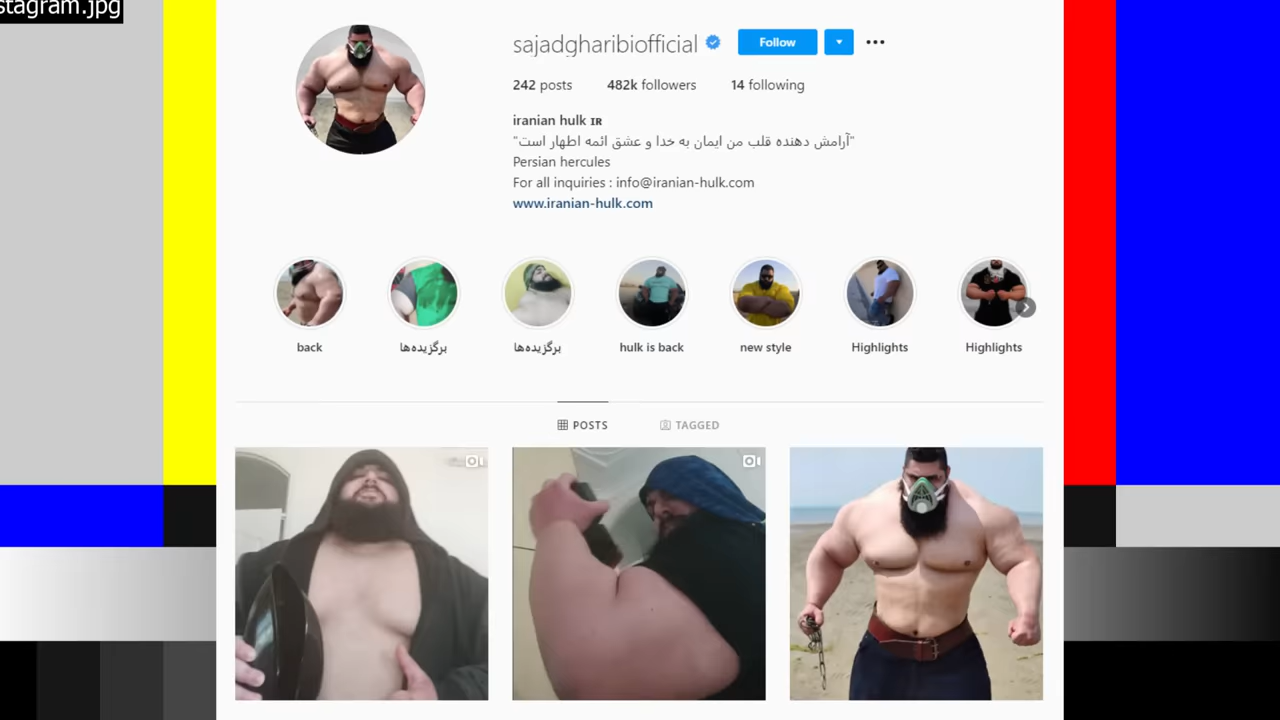 stagram.jpg
sajadgharibiofficial
Follow
242 posts 482k followers 14 following
iranian hulk 🇮🇷
"آرامش دهنده قلب من ایمان به خدا و عشق ائمه اطهار است"
Persian hercules
For all inquiries : info@iranian-hulk.com
www.iranian-hulk.com
back برگزیده‌ها برگزیده‌ها hulk is back new style Highlights Highlights
POSTS TAGGED